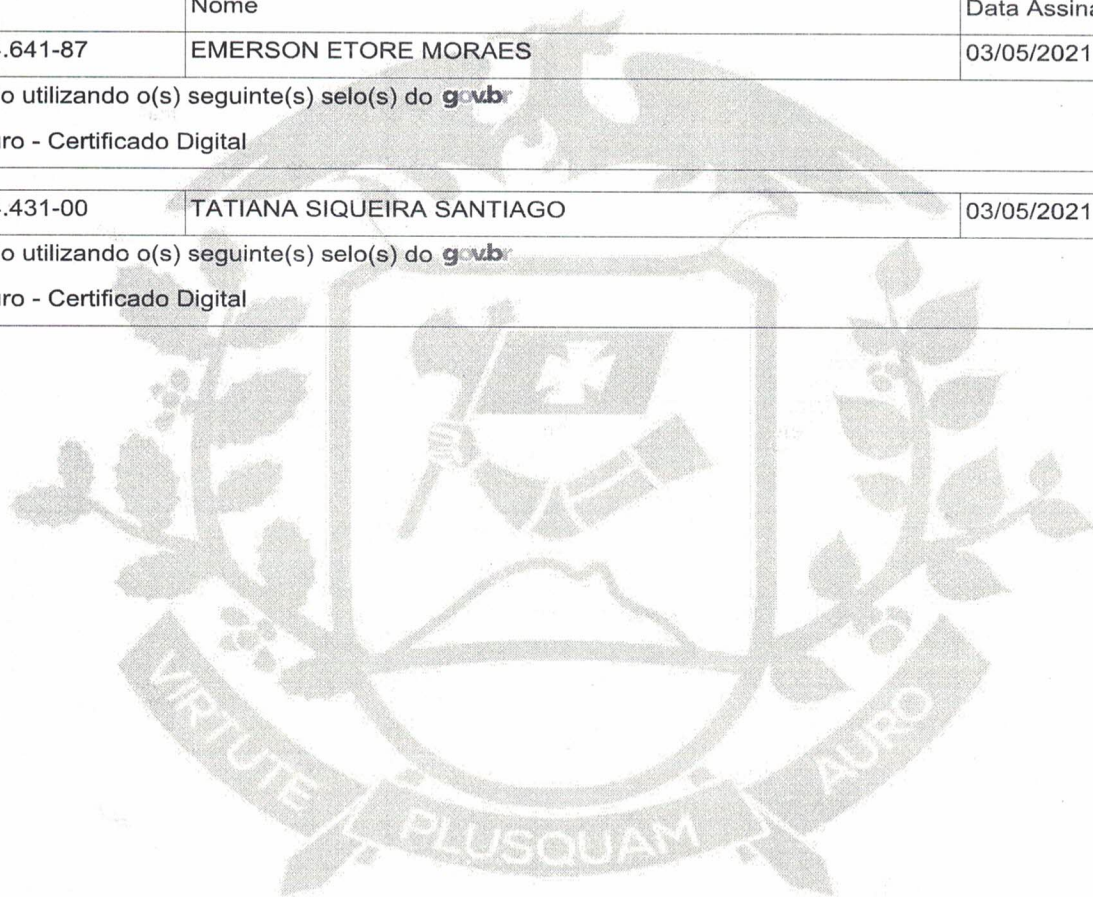 Nome Data Assina
.641-87 EMERSON ETORE MORAES 03/05/2021
o utilizando o(s) seguinte(s) selo(s) do gov.br
ro - Certificado Digital
.431-00 TATIANA SIQUEIRA SANTIAGO 03/05/2021
o utilizando o(s) seguinte(s) selo(s) do gov.br
ro - Certificado Digital
VIRTUTE PLUSQUAM AURO